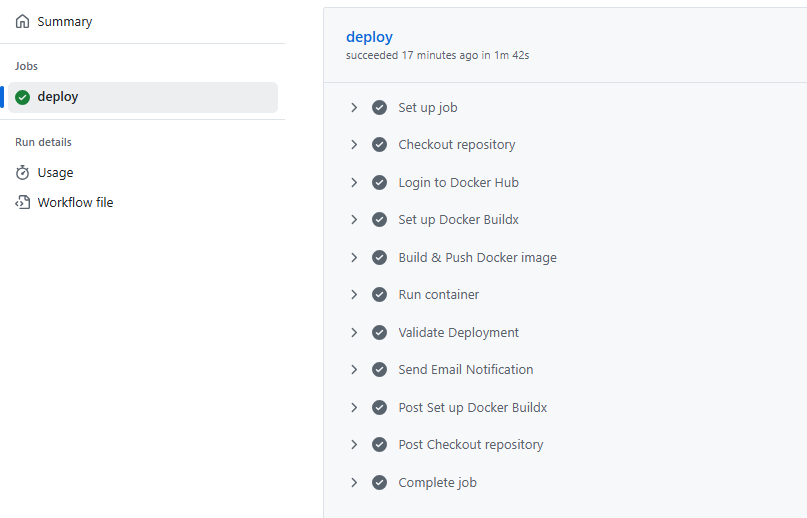 Summary
Jobs
deploy
Run details
Usage
Workflow file
deploy
succeeded 17 minutes ago in 1m 42s
Set up job
Checkout repository
Login to Docker Hub
Set up Docker Buildx
Build & Push Docker image
Run container
Validate Deployment
Send Email Notification
Post Set up Docker Buildx
Post Checkout repository
Complete job